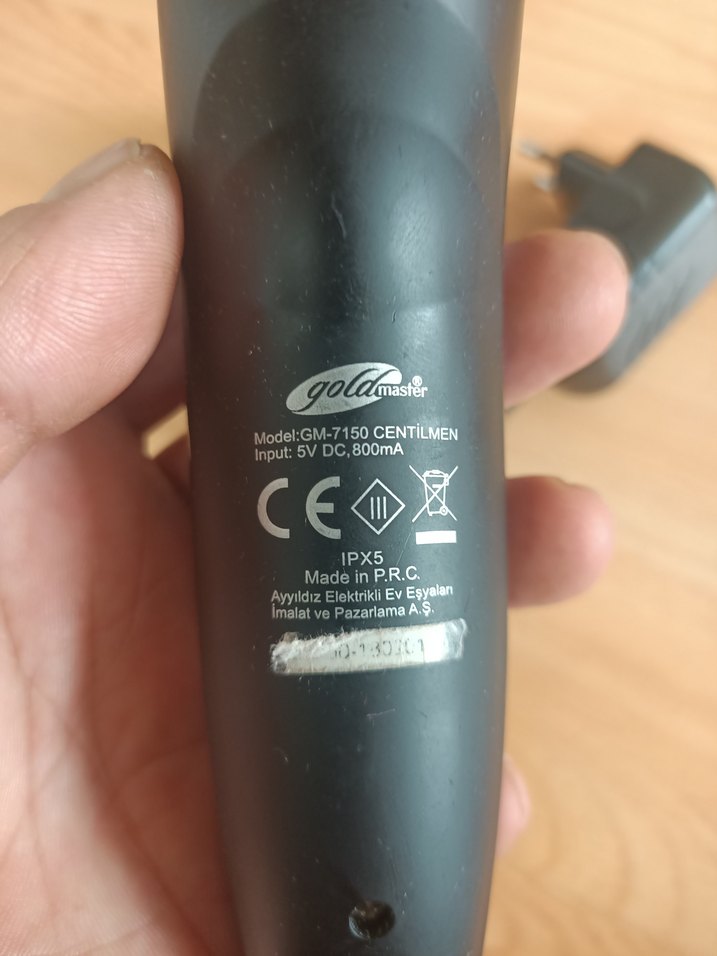 goldmaster®
Model:GM-7150 CENTİLMEN
Input: 5V DC,800mA
CE
IPX5
Made in P.R.C.
Ayyıldız Elektrikli Ev Eşyaları
İmalat ve Pazarlama A.Ş.